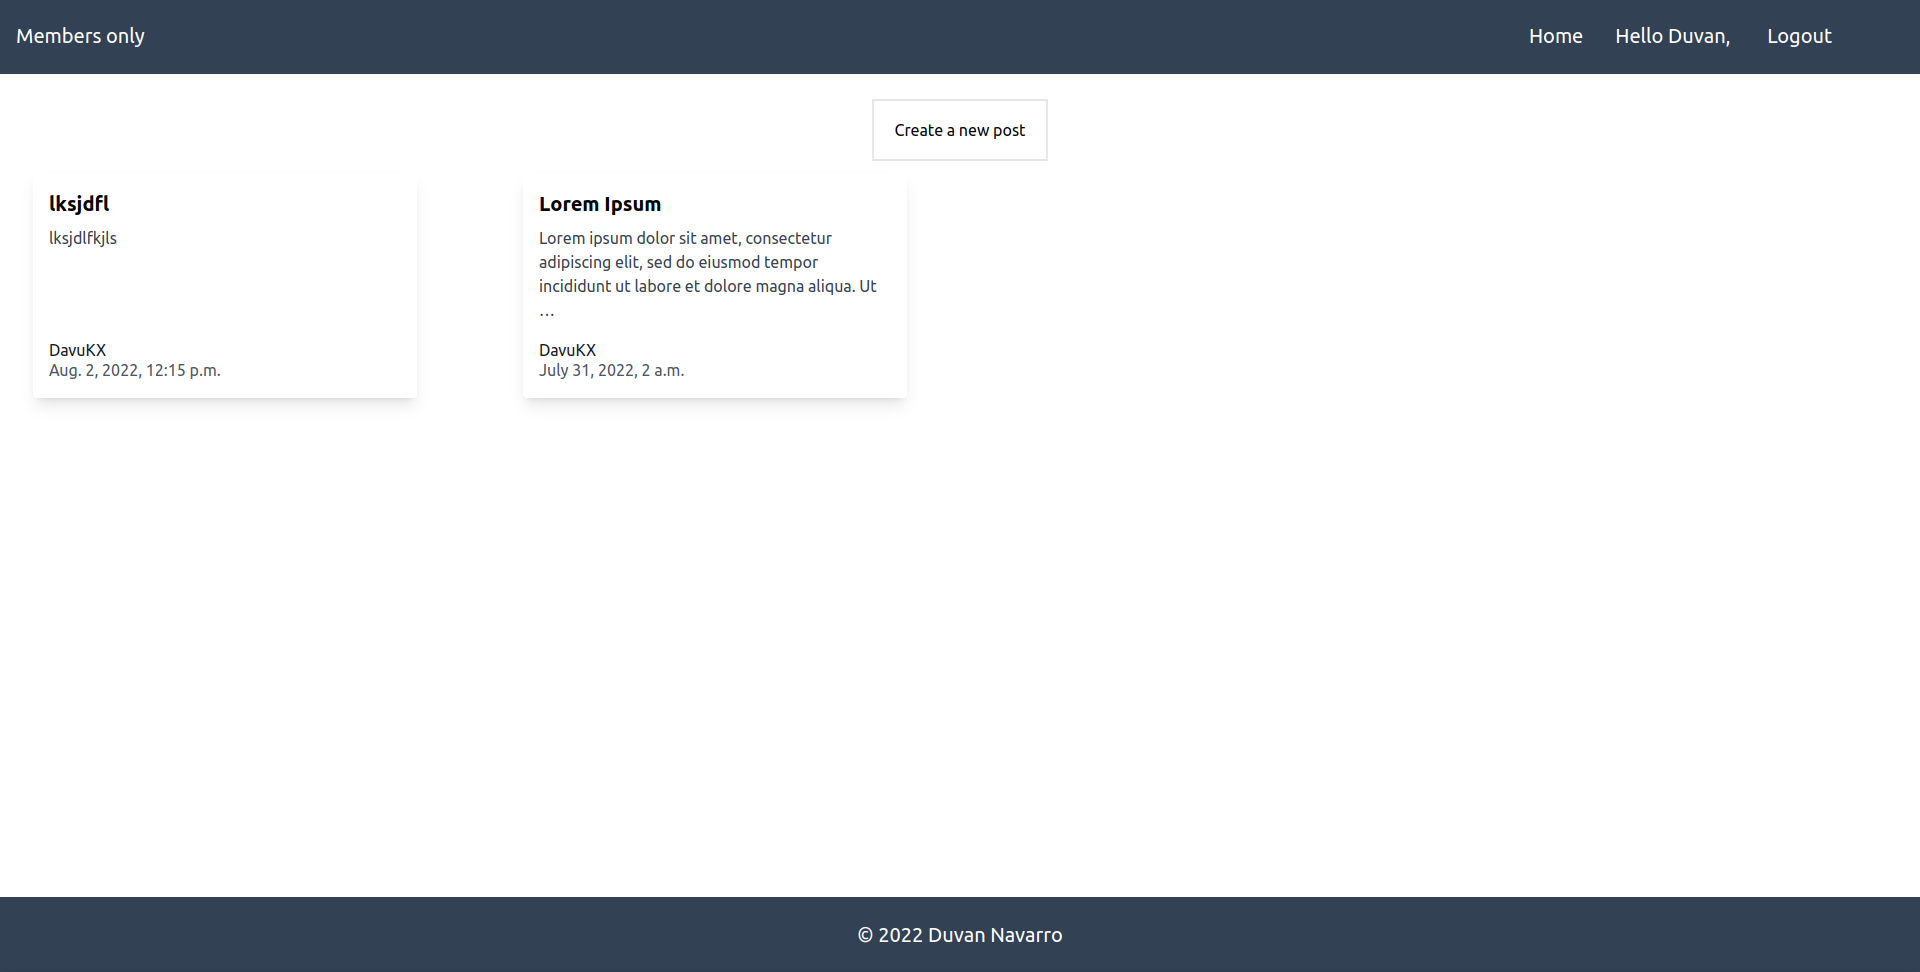 Members only
Home Hello Duvan, Logout
Create a new post
lksjdfl
lksjdlfkjls
DavuKX
Aug. 2, 2022, 12:15 p.m.
Lorem Ipsum
Lorem ipsum dolor sit amet, consectetur
adipiscing elit, sed do eiusmod tempor
incididunt ut labore et dolore magna aliqua. Ut
…
DavuKX
July 31, 2022, 2 a.m.
© 2022 Duvan Navarro